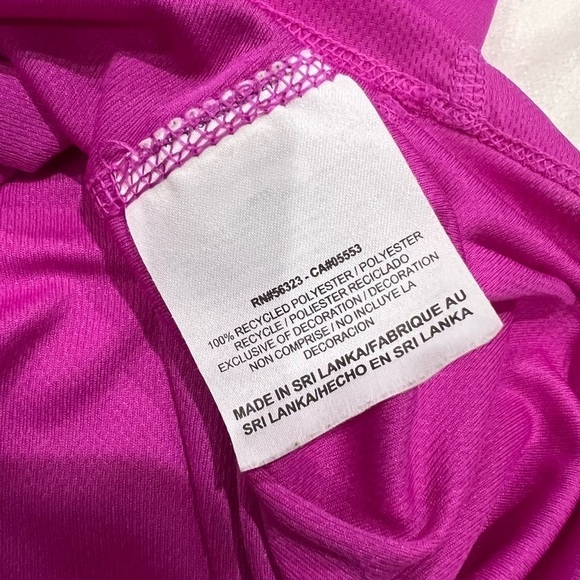 RN#56323 - CA#05553
100% RECYCLED POLYESTER / POLYESTER
RECYCLE / POLIESTER RECICLADO
EXCLUSIVE OF DECORATION / DECORATION
NON COMPRISE / NO INCLUYE LA
DECORACION
MADE IN SRI LANKA/FABRIQUE AU
SRI LANKA/HECHO EN SRI LANKA